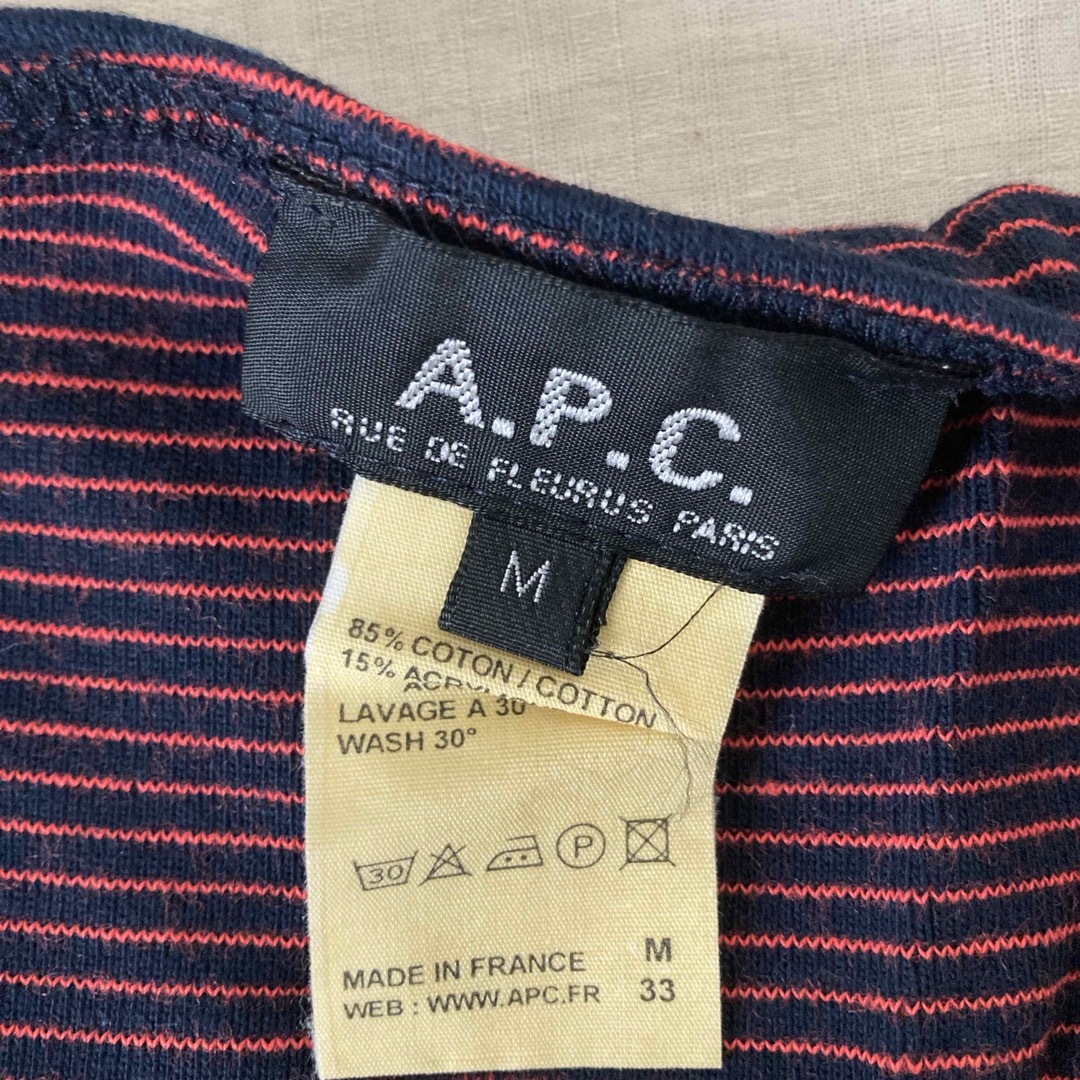 A.P.C.
RUE DE FLEURUS PARIS
M
85% COTON / COTTON
15%
LAVAGE A 30°
WASH 30°
30
P
MADE IN FRANCE M
WEB : WWW.APC.FR 33